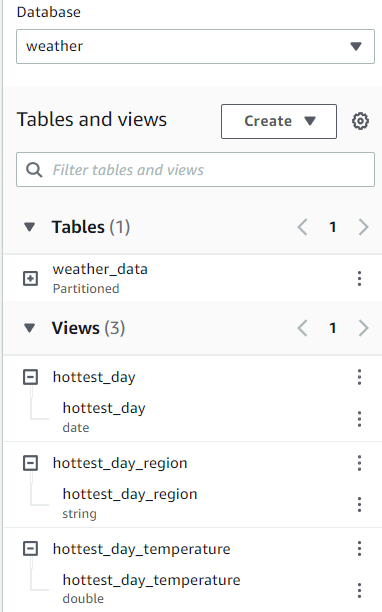 Database
weather
Tables and views
Create
Filter tables and views
Tables (1)
1
weather_data
Partitioned
Views (3)
1
hottest_day
hottest_day
date
hottest_day_region
hottest_day_region
string
hottest_day_temperature
hottest_day_temperature
double